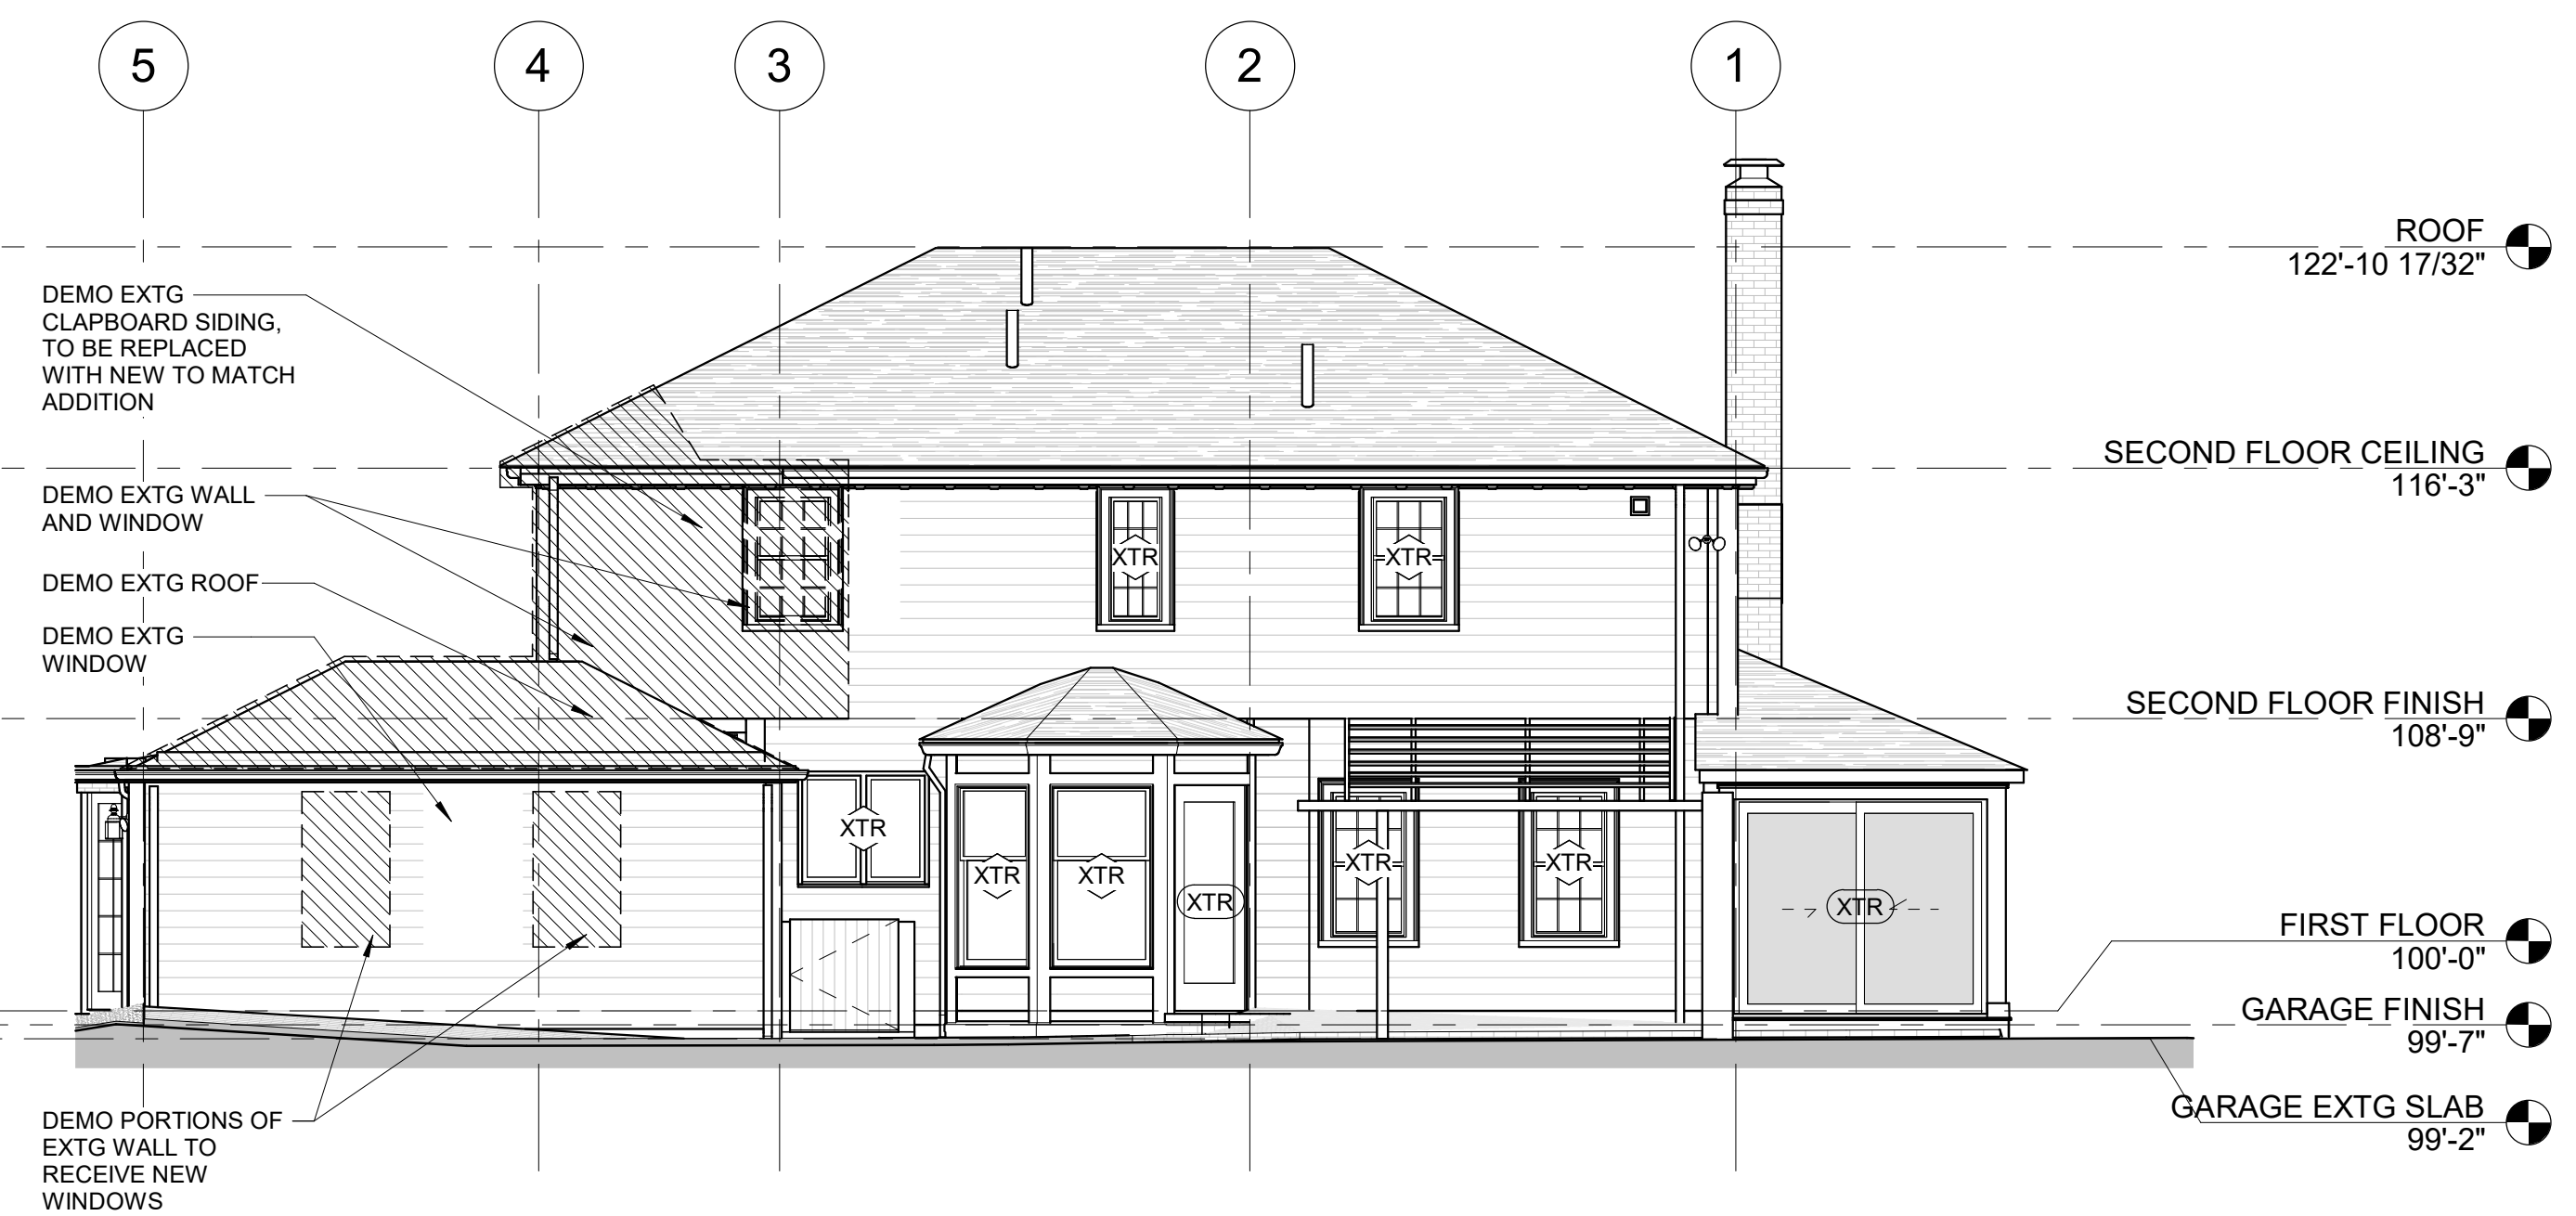 5
4
3
2
1
ROOF
122'-10 17/32"
DEMO EXTG
CLAPBOARD SIDING,
TO BE REPLACED
WITH NEW TO MATCH
ADDITION
SECOND FLOOR CEILING
116'-3"
DEMO EXTG WALL
AND WINDOW
XTR
XTR
DEMO EXTG ROOF
DEMO EXTG
WINDOW
SECOND FLOOR FINISH
108'-9"
XTR
XTR
XTR
XTR
XTR
XTR
XTR
FIRST FLOOR
100'-0"
GARAGE FINISH
99'-7"
GARAGE EXTG SLAB
99'-2"
DEMO PORTIONS OF
EXTG WALL TO
RECEIVE NEW
WINDOWS